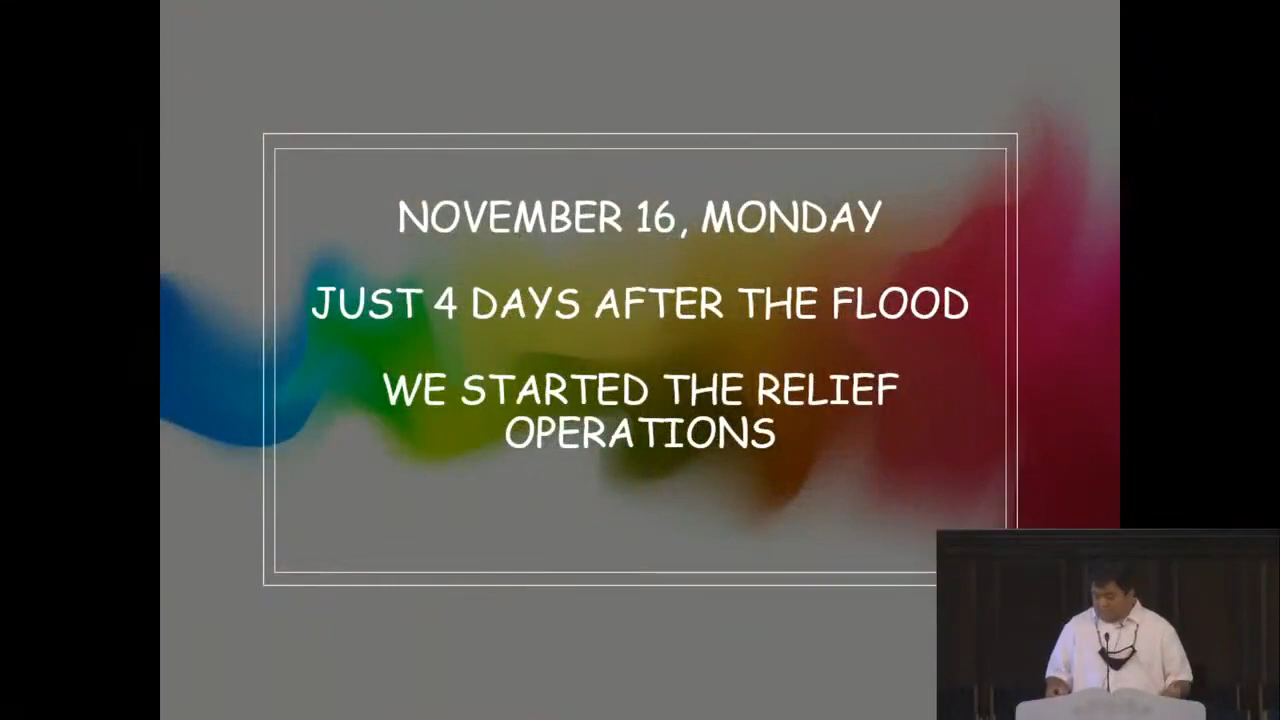 NOVEMBER 16, MONDAY
JUST 4 DAYS AFTER THE FLOOD
WE STARTED THE RELIEF
OPERATIONS